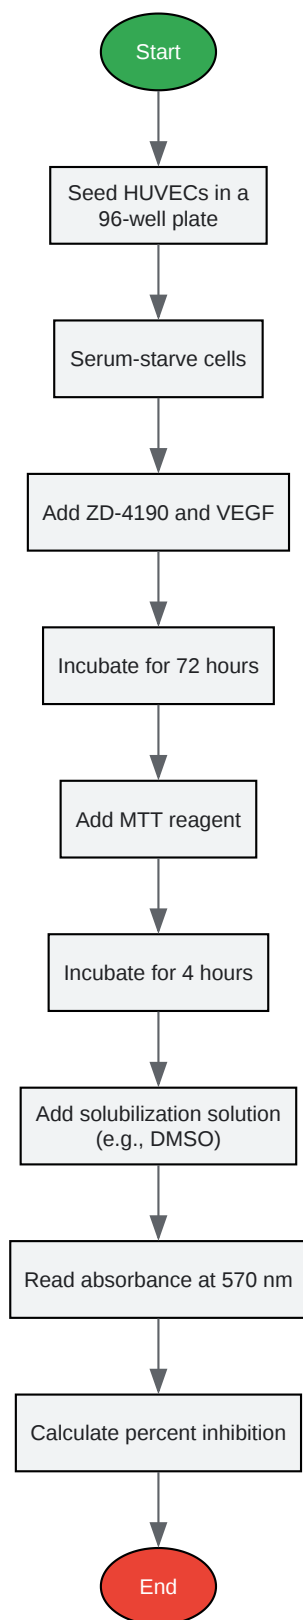 Start
Seed HUVECs in a
96-well plate
Serum-starve cells
Add ZD-4190 and VEGF
Incubate for 72 hours
Add MTT reagent
Incubate for 4 hours
Add solubilization solution
(e.g., DMSO)
Read absorbance at 570 nm
Calculate percent inhibition
End